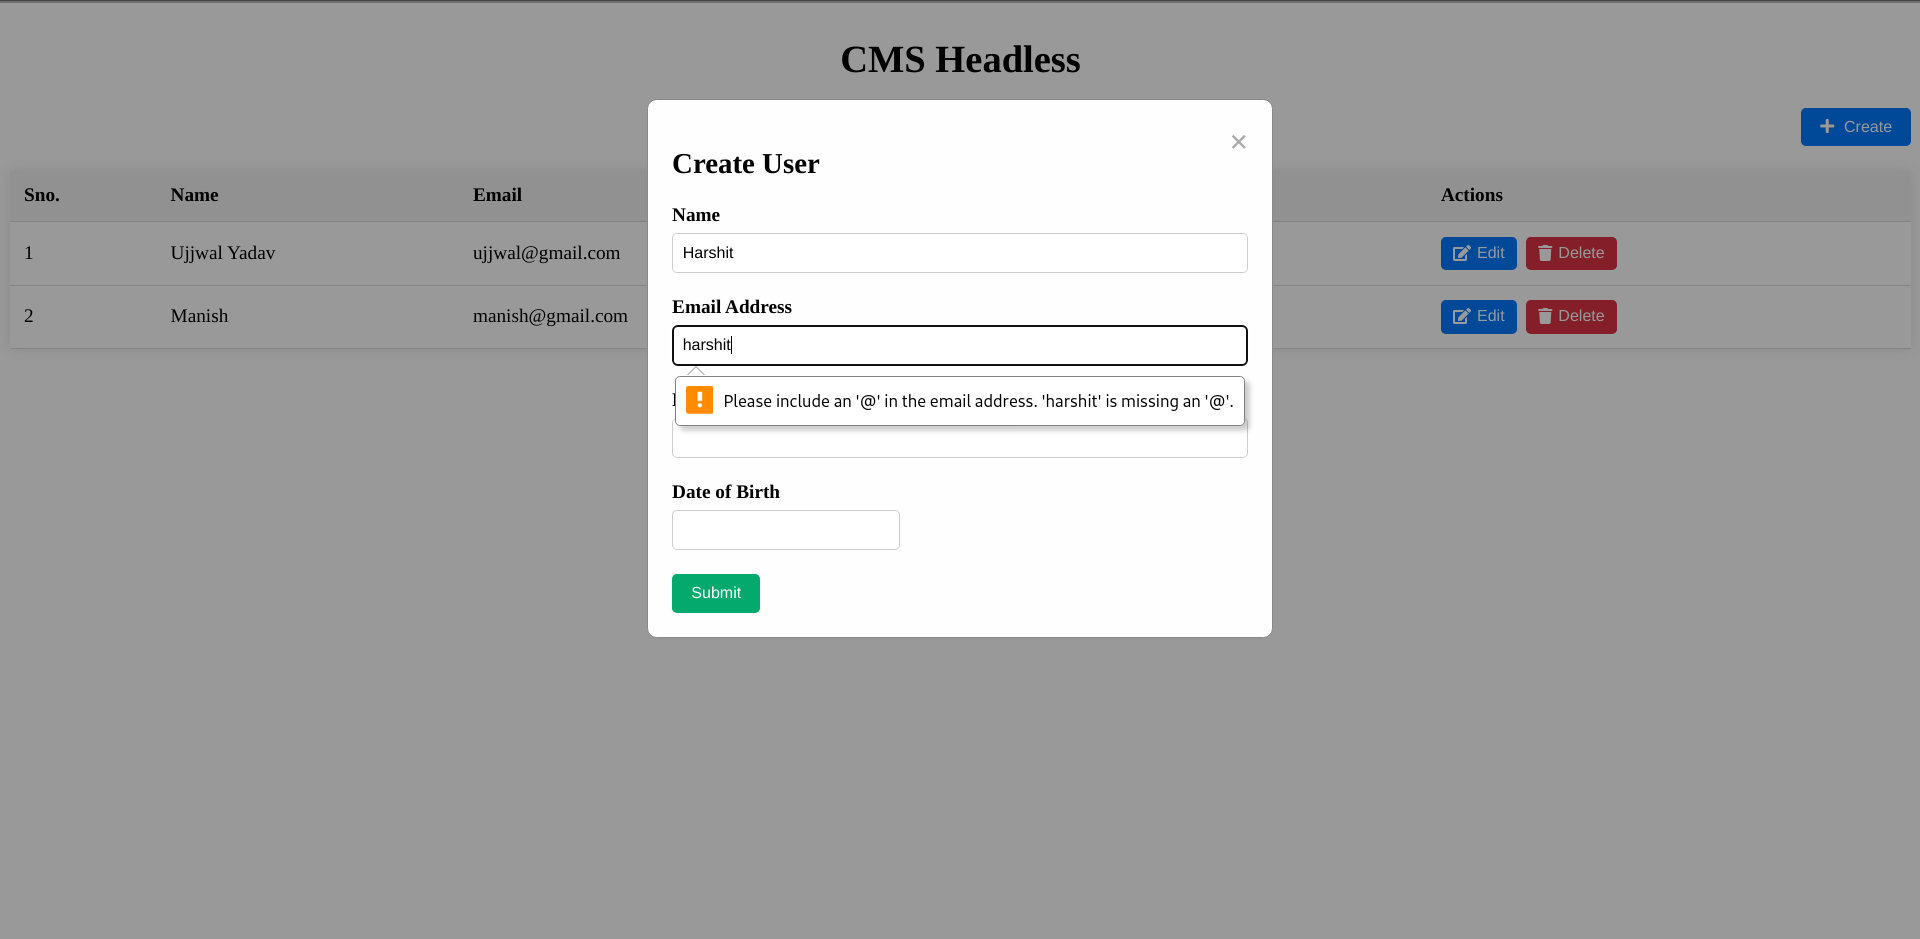 CMS Headless
Create
Sno. Name Email Actions
1 Ujjwal Yadav ujjwal@gmail.com Edit Delete
2 Manish manish@gmail.com Edit Delete
Create User
Name
Harshit
Email Address
harshit
Please include an '@' in the email address. 'harshit' is missing an '@'.
Date of Birth
Submit